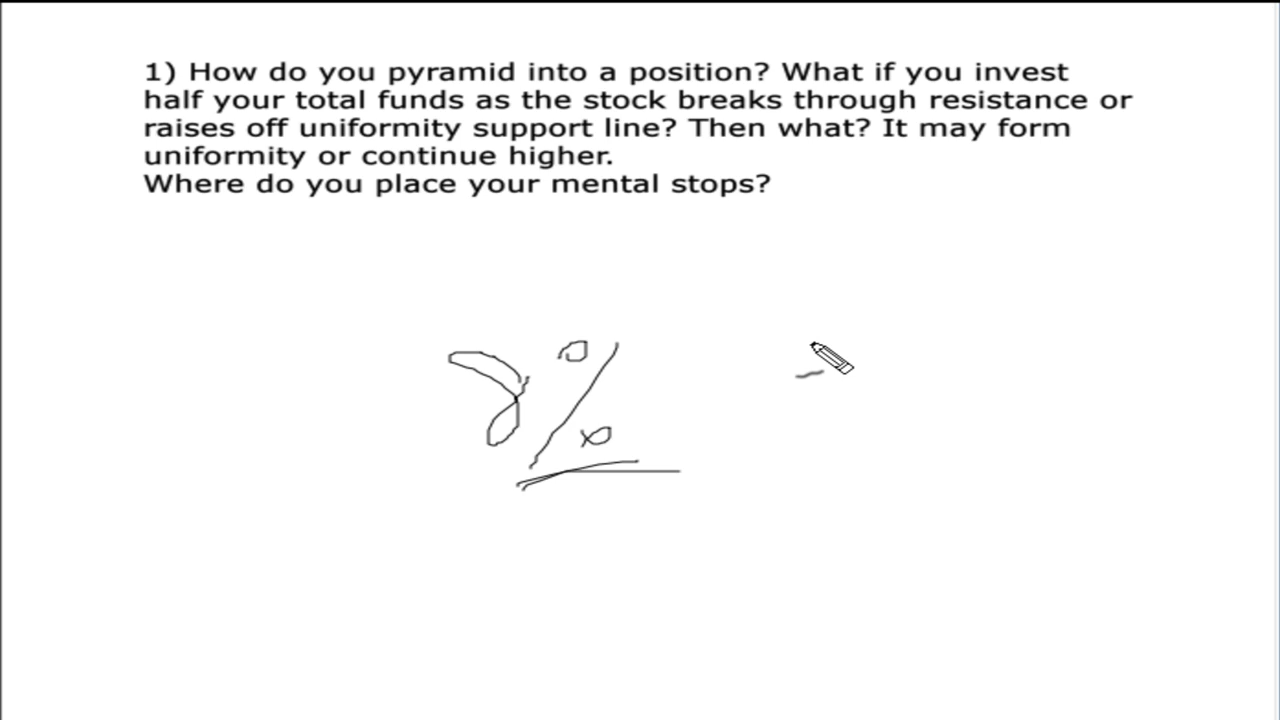 1) How do you pyramid into a position? What if you invest
half your total funds as the stock breaks through resistance or
raises off uniformity support line? Then what? It may form
uniformity or continue higher.
Where do you place your mental stops?
8%